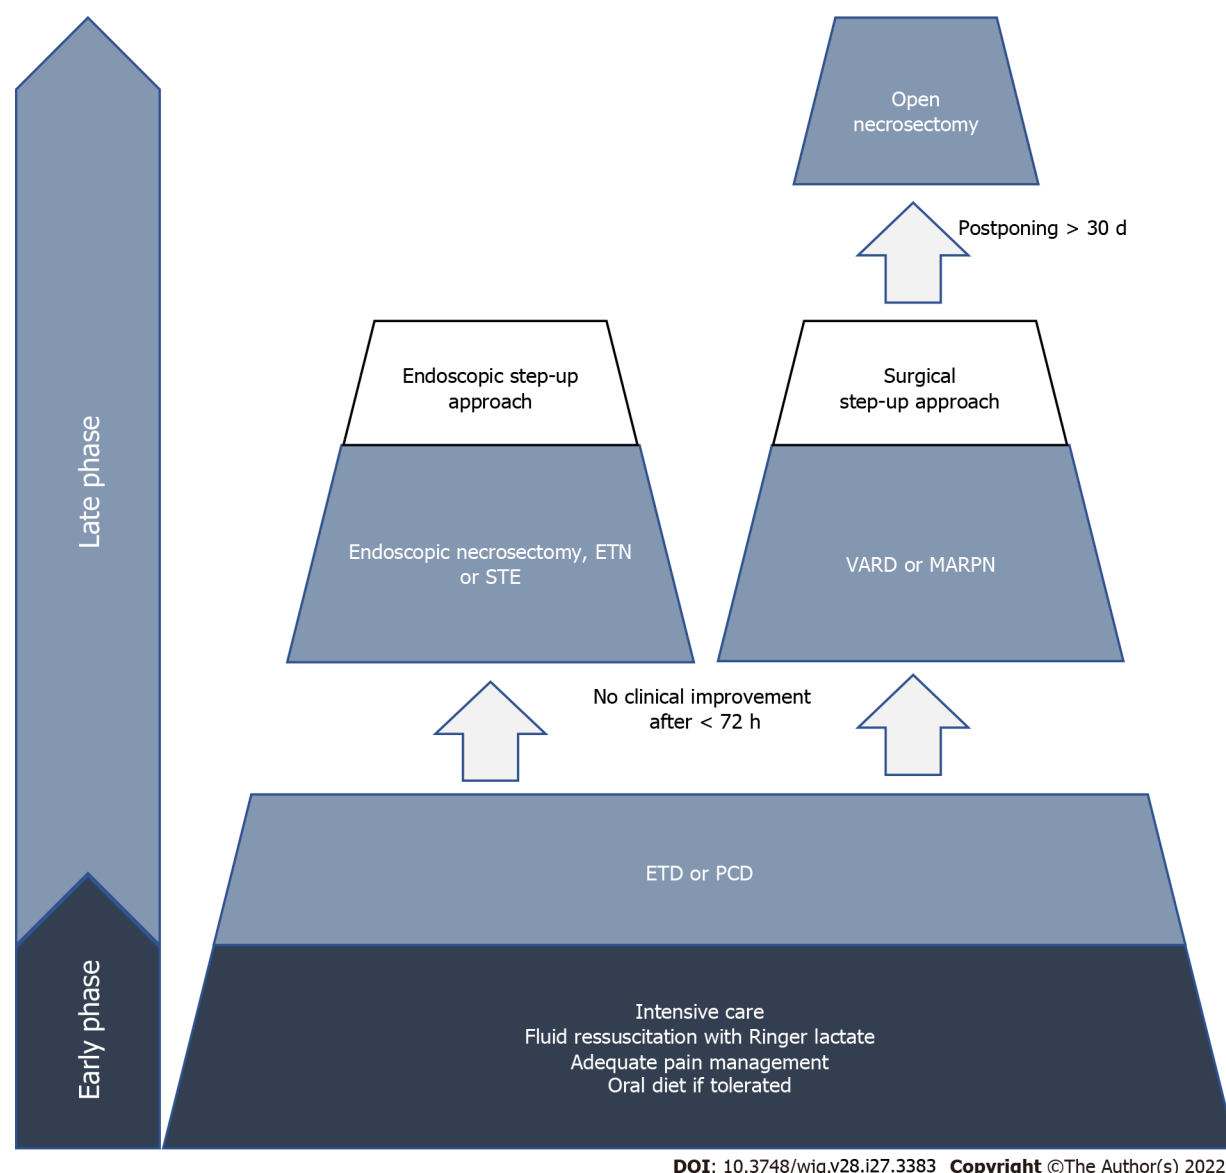 Open
necrosectomy
Postponing > 30 d
Endoscopic step-up
approach
Surgical
step-up approach
Late phase
Endoscopic necrosectomy, ETN
or STE
VARD or MARPN
No clinical improvement
after < 72 h
ETD or PCD
Early phase
Intensive care
Fluid ressuscitation with Ringer lactate
Adequate pain management
Oral diet if tolerated
DOI: 10.3748/wjg.v28.i27.3383 Copyright ©The Author(s) 2022